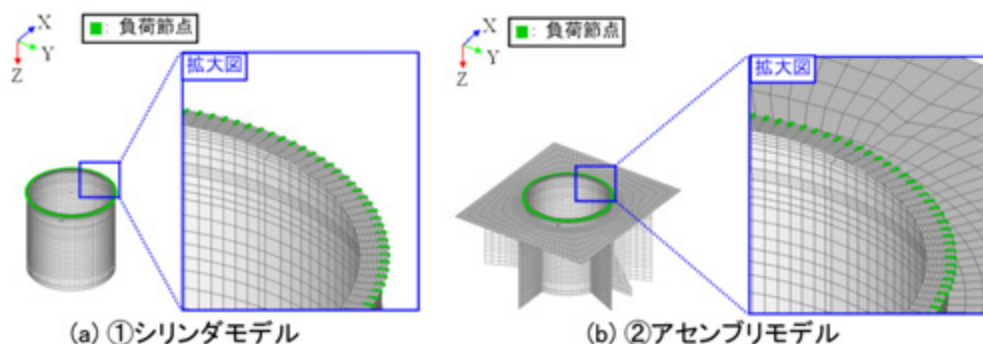 X
Y
Z
■: 負荷節点
拡大図
(a) ①シリンダモデル
X
Y
Z
■: 負荷節点
拡大図
(b) ②アセンブリモデル